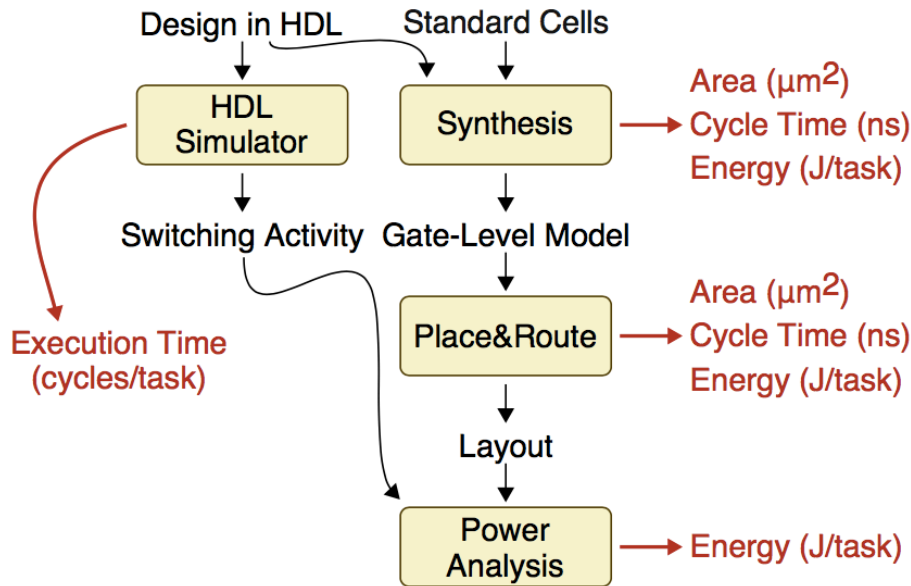 Design in HDL
Standard Cells
HDL
Simulator
Synthesis
Area (µm²)
Cycle Time (ns)
Energy (J/task)
Switching Activity
Gate-Level Model
Execution Time
(cycles/task)
Place&Route
Area (µm²)
Cycle Time (ns)
Energy (J/task)
Layout
Power
Analysis
Energy (J/task)